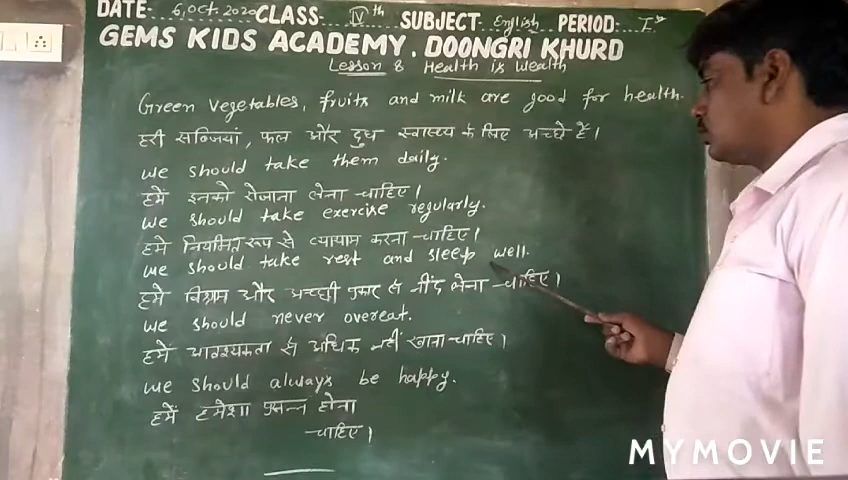 DATE: 6, Oct. 2020 CLASS IVth SUBJECT: English PERIOD: Ist
GEMS KIDS ACADEMY. DOONGRI KHURD
Lesson 8 Health is Wealth
Green vegetables, fruits and milk are good for health.
हरी सब्जियां, फल और दुध स्वास्थ्य के लिए अच्छे हैं।
we should take them daily.
हमें इनको रोजाना लेना चाहिए।
we should take exercise regularly.
हमे नियमित रूप से व्यायाम करना चाहिए।
we should take rest and sleep well.
हमे विश्राम और अच्छी प्रकार से नींद लेना चाहिए।
we should never overeat.
हमें आवश्यकता से अधिक नहीं खाना चाहिए।
we should always be happy.
हमें हमेशा प्रसन्न होना
चाहिए।
MYMOVIE